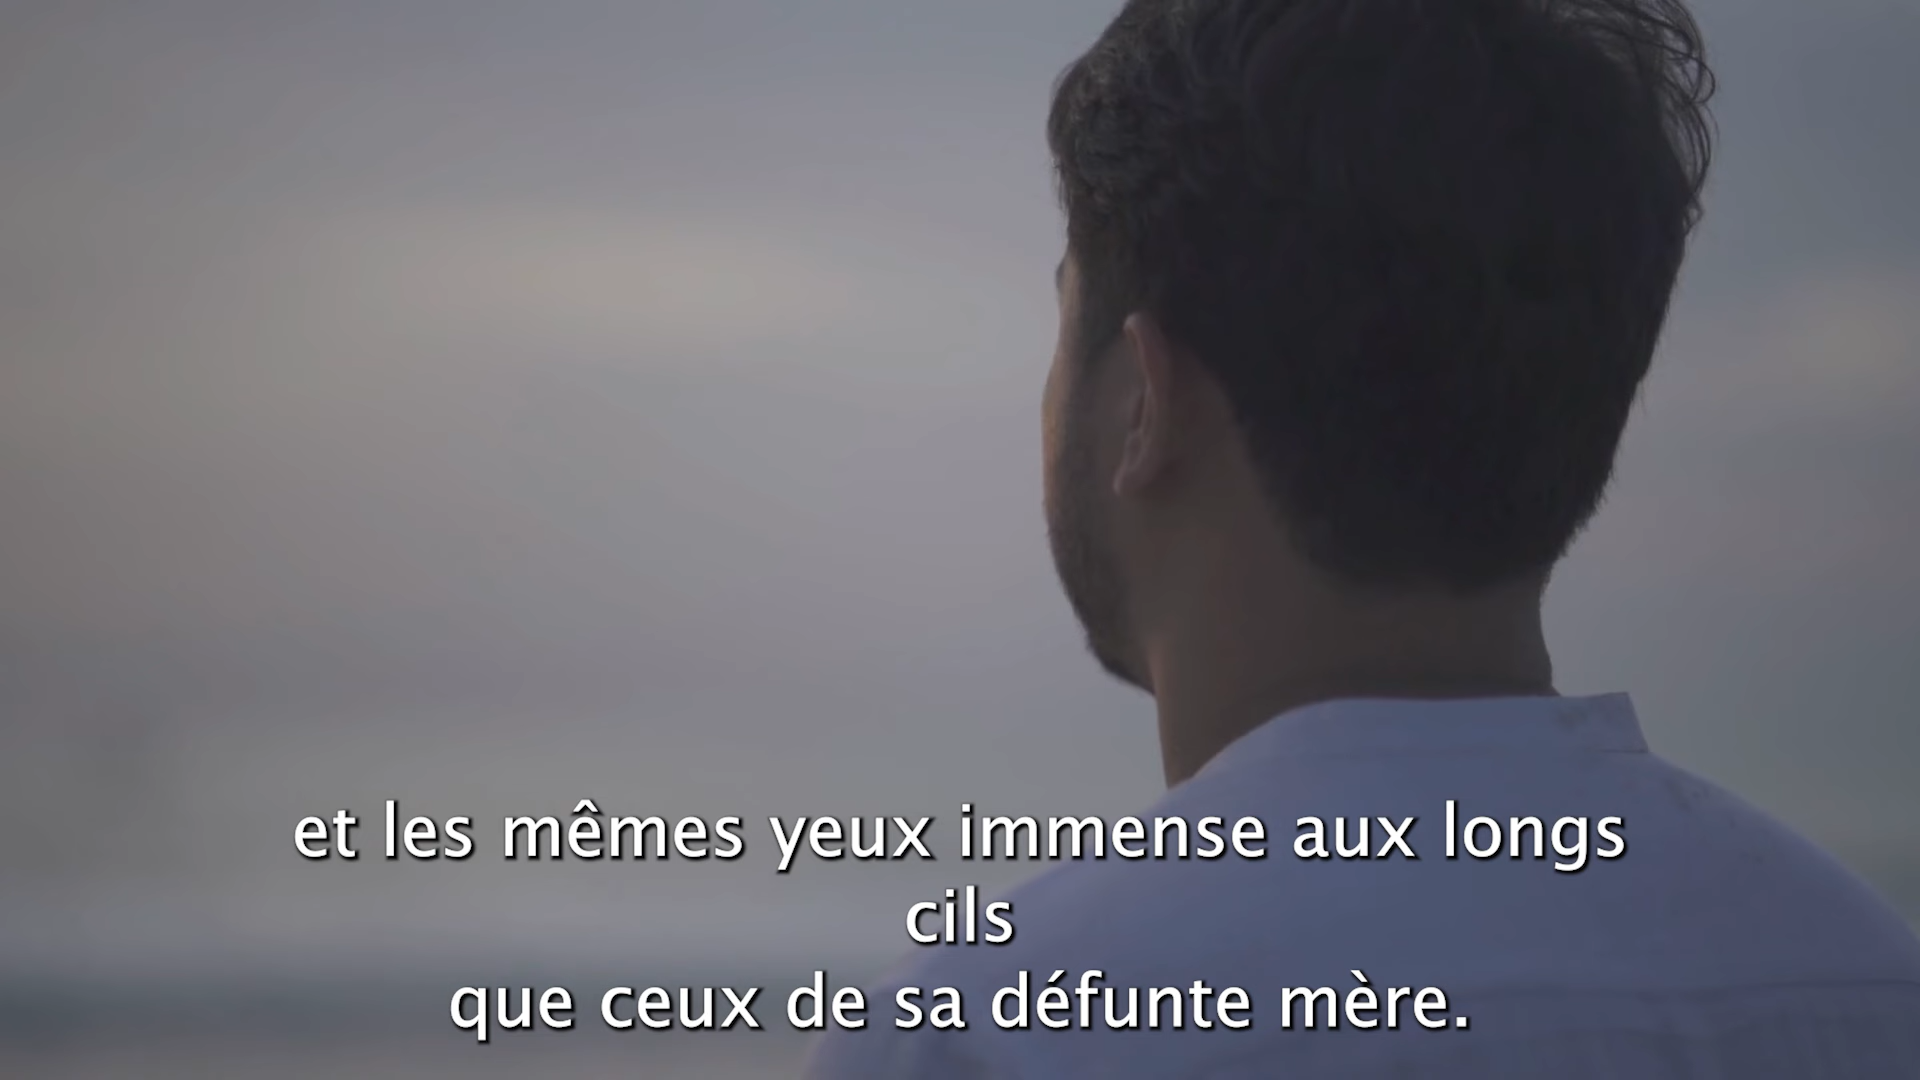 et les mêmes yeux immense aux longs
cils
que ceux de sa défunte mère.